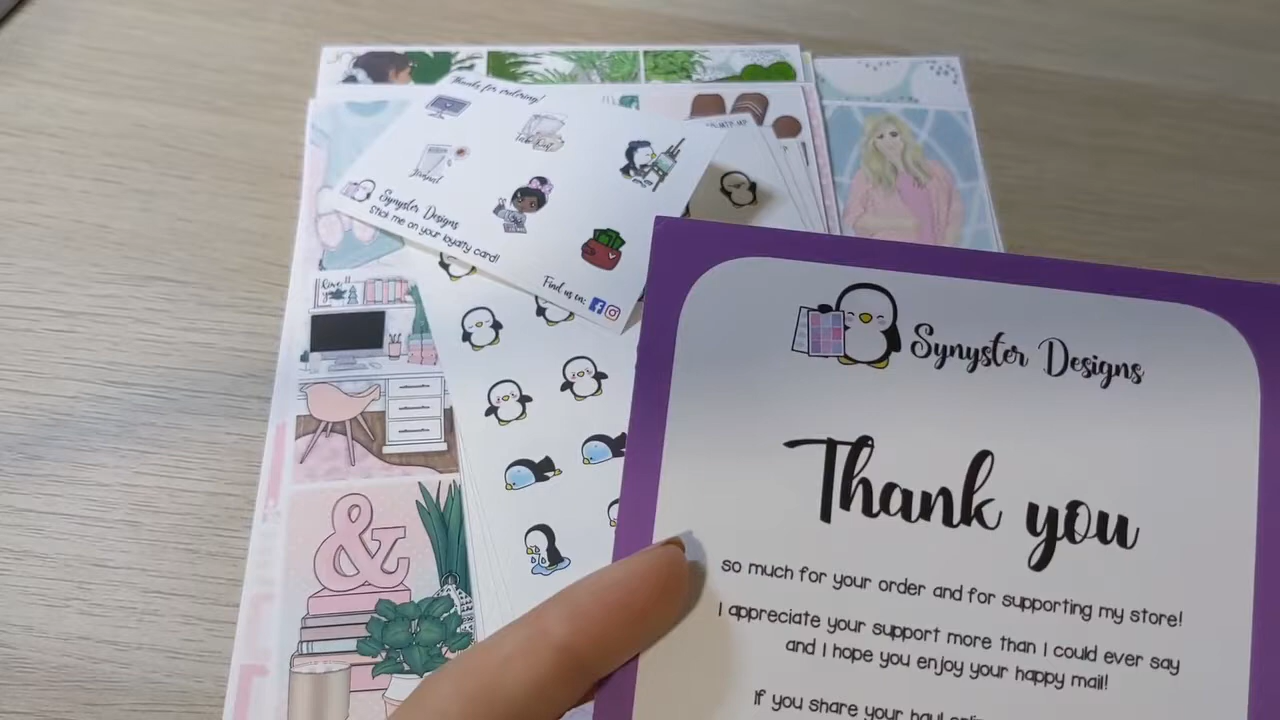 Thanks for ordering!
Synyster Designs
Stick me on your loyalty card!
Find us on:
Synyster Designs
Thank you
so much for your order and for supporting my store!
I appreciate your support more than I could ever say
and I hope you enjoy your happy mail!
If you share your haul
&